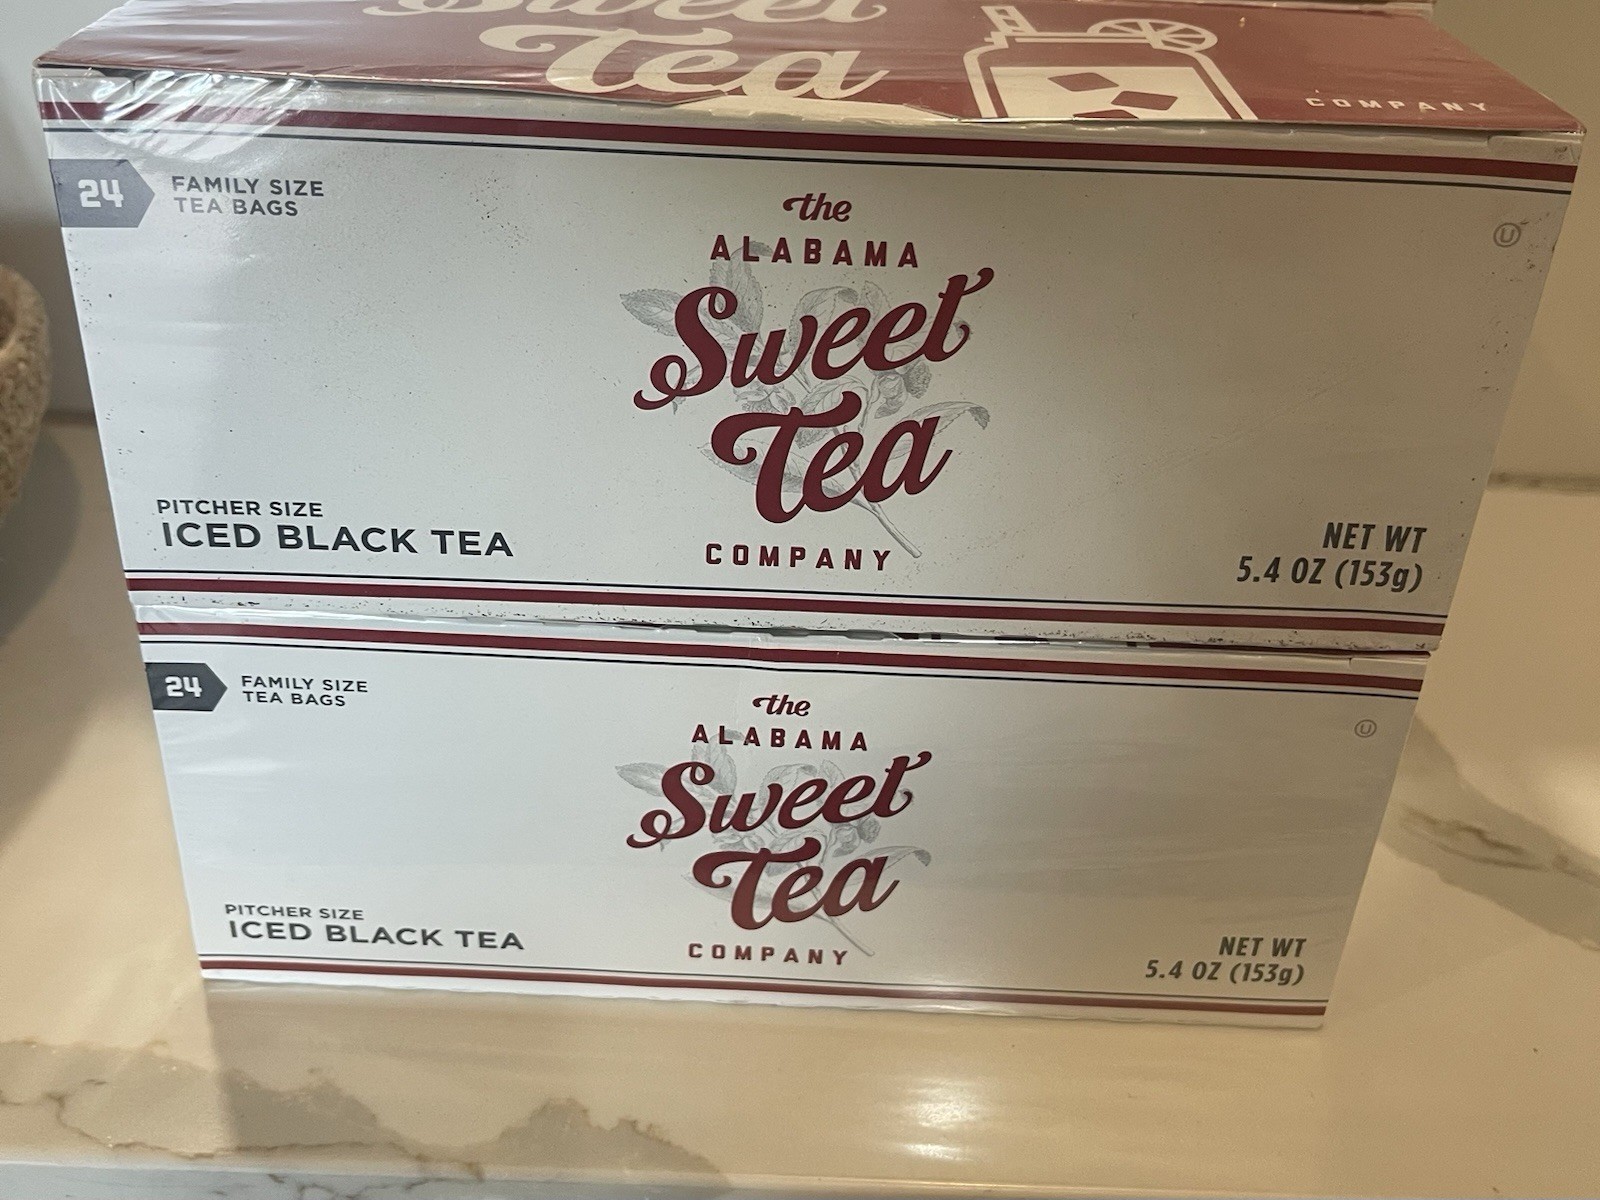 Sweet
Tea
COMPANY
24
FAMILY SIZE
TEA BAGS
the
ALABAMA
Sweet
Tea
COMPANY
U
PITCHER SIZE
ICED BLACK TEA
NET WT
5.4 OZ (153g)
24
FAMILY SIZE
TEA BAGS
the
ALABAMA
Sweet
Tea
COMPANY
U
PITCHER SIZE
ICED BLACK TEA
NET WT
5.4 OZ (153g)